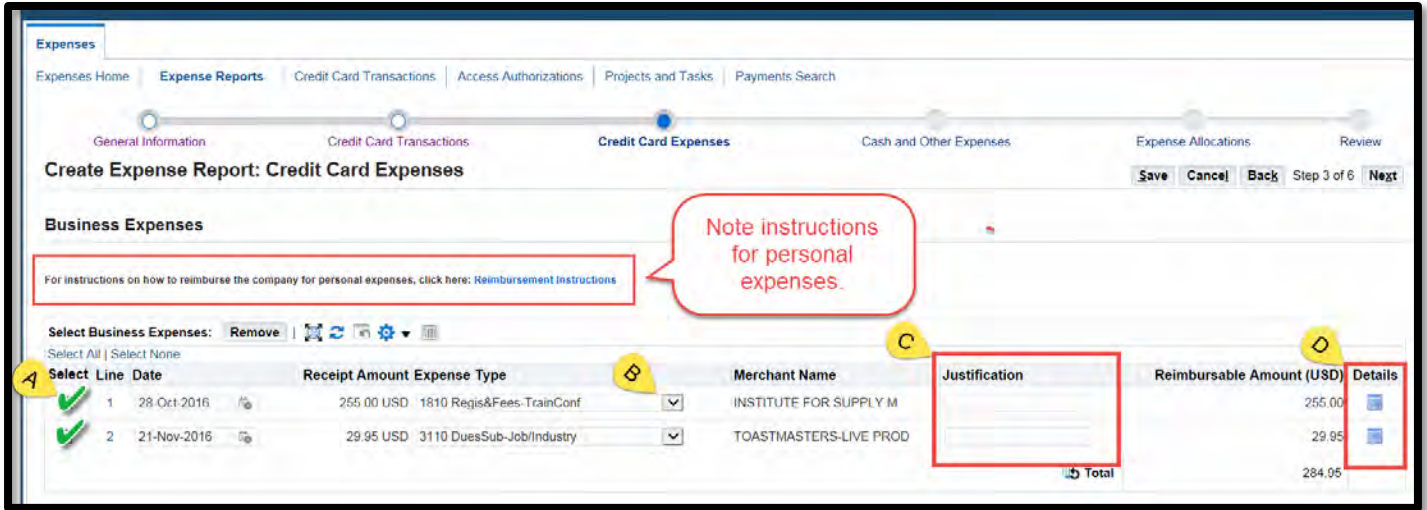 Expenses
Expenses Home Expense Reports Credit Card Transactions Access Authorizations Projects and Tasks Payments Search
General Information Credit Card Transactions Credit Card Expenses Cash and Other Expenses Expense Allocations Review
Create Expense Report: Credit Card Expenses Save Cancel Back Step 3 of 6 Next
Business Expenses
Note instructions
for personal
expenses.
For instructions on how to reimburse the company for personal expenses, click here: Reimbursement Instructions
Select Business Expenses: Remove
Select All | Select None
A B C D
Select Line Date Receipt Amount Expense Type Merchant Name Justification Reimbursable Amount (USD) Details
1 28-Oct-2016 255.00 USD 1810 Regis&Fees-TrainConf INSTITUTE FOR SUPPLY M 255.00
2 21-Nov-2016 29.95 USD 3110 DuesSub-Job/Industry TOASTMASTERS-LIVE PROD 29.95
Total 284.95